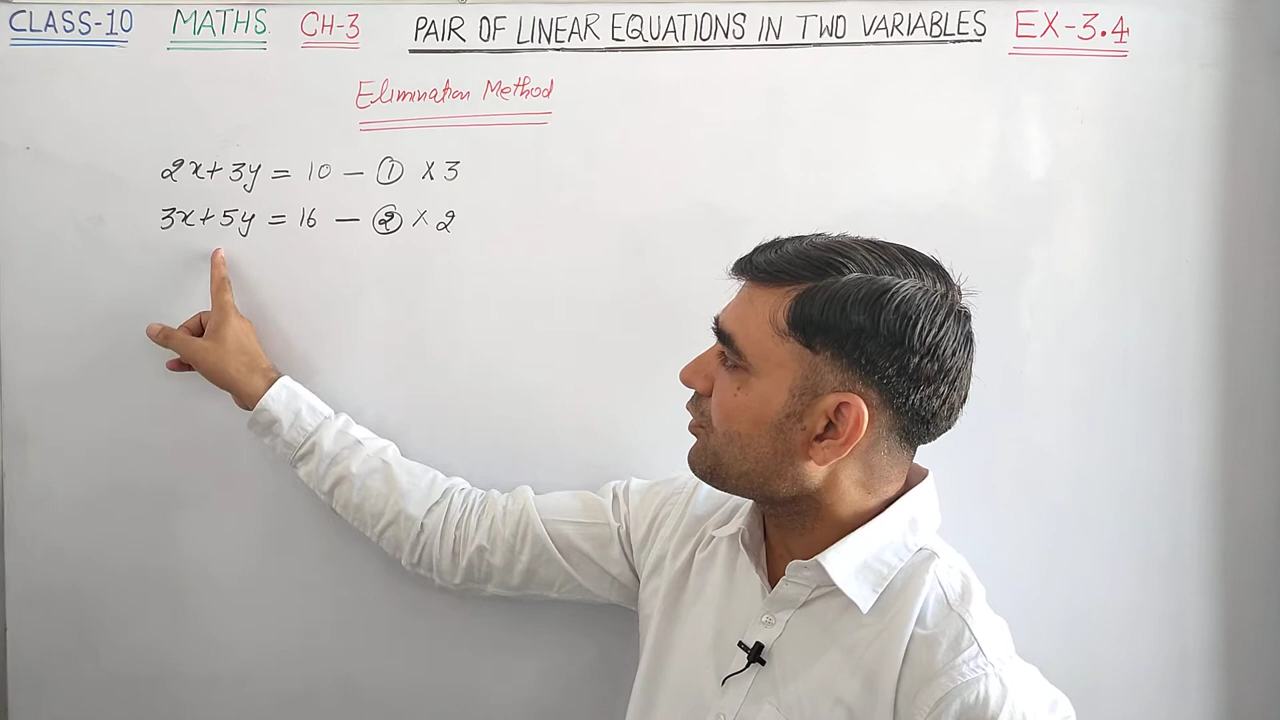 CLASS-10 MATHS. CH-3 PAIR OF LINEAR EQUATIONS IN TWO VARIABLES EX-3.4
Elimination Method
2x+3y = 10 - ① ×3
3x+5y = 16 - ② ×2